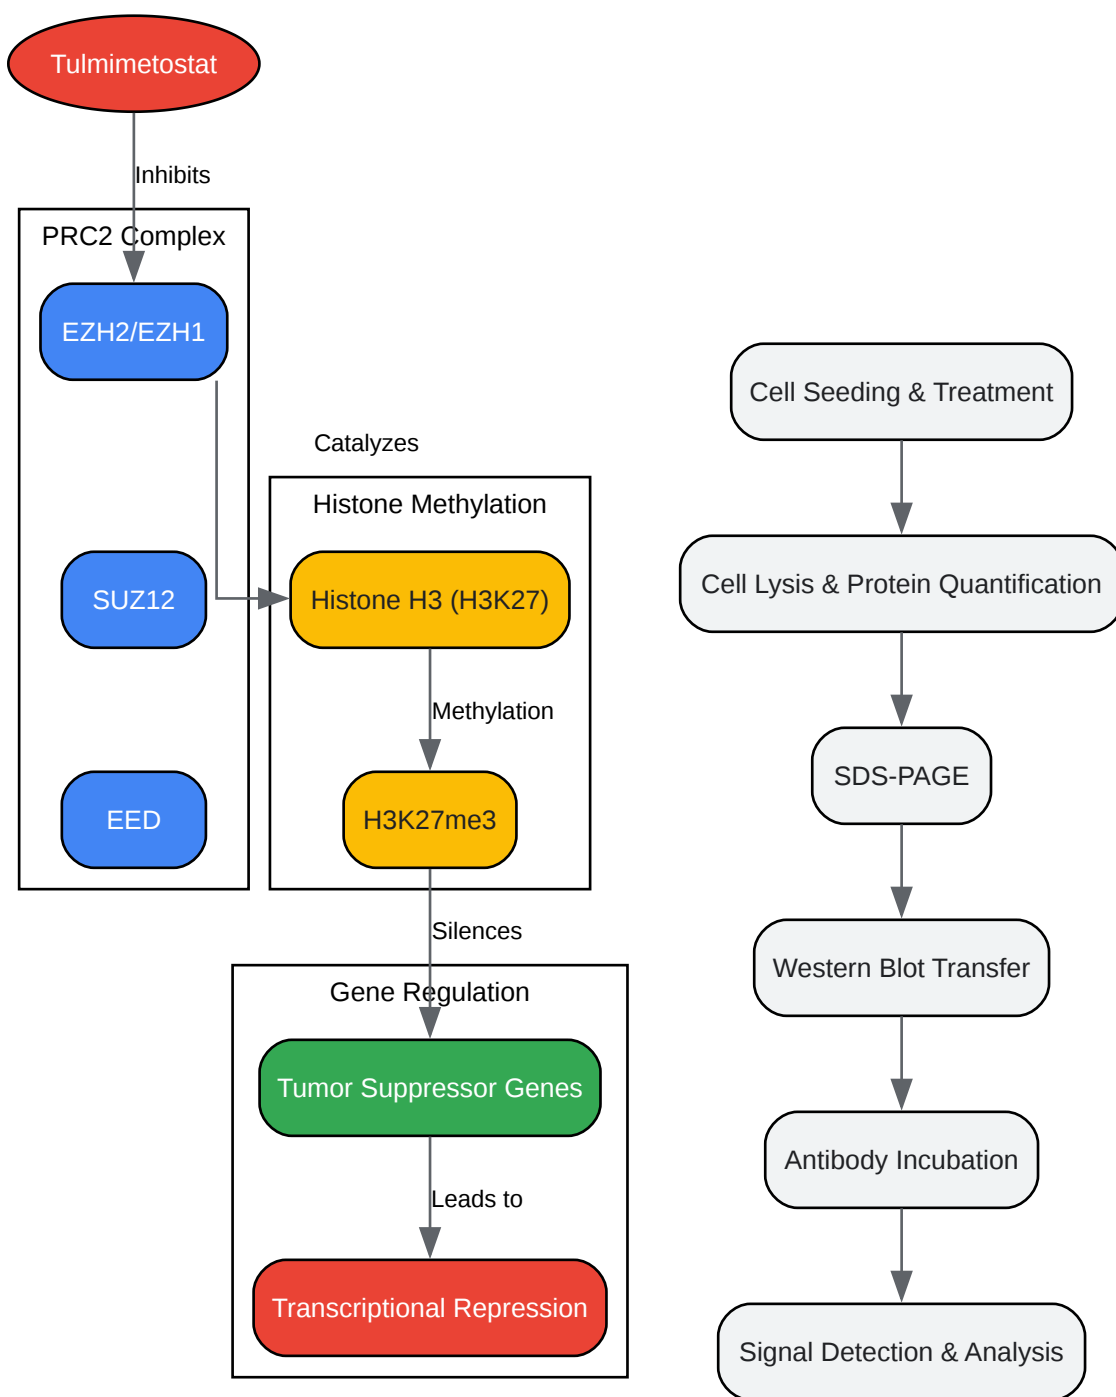 Tulmimetostat
Inhibits
PRC2 Complex
EZH2/EZH1
SUZ12
EED
Catalyzes
Histone Methylation
Histone H3 (H3K27)
Methylation
H3K27me3
Silences
Gene Regulation
Tumor Suppressor Genes
Leads to
Transcriptional Repression
Cell Seeding & Treatment
Cell Lysis & Protein Quantification
SDS-PAGE
Western Blot Transfer
Antibody Incubation
Signal Detection & Analysis